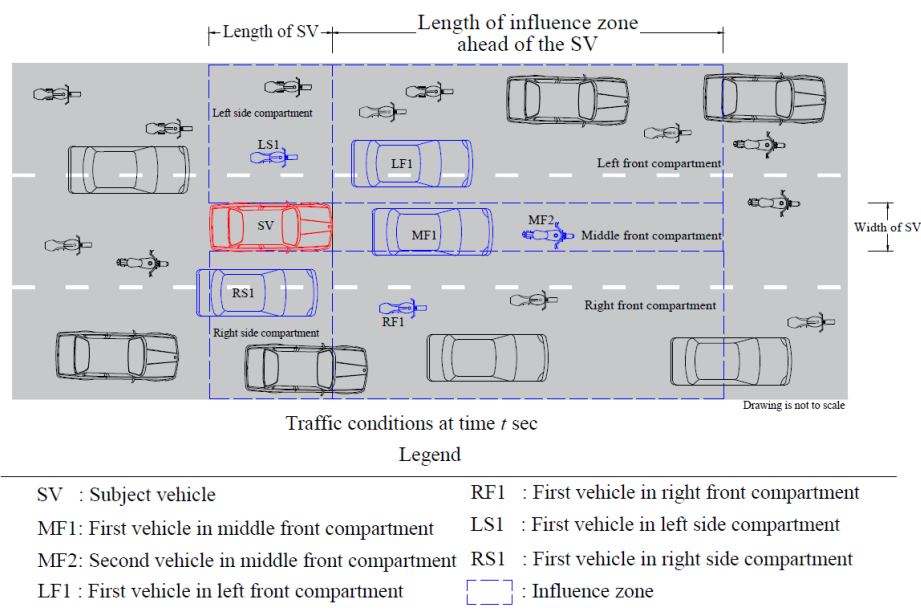 Length of SV
Length of influence zone
ahead of the SV
Left side compartment
LS1
LF1
Left front compartment
SV
MF1
MF2
Middle front compartment
Width of SV
RS1
RF1
Right front compartment
Right side compartment
Drawing is not to scale
Traffic conditions at time t sec
Legend
SV : Subject vehicle
MF1: First vehicle in middle front compartment
MF2: Second vehicle in middle front compartment
LF1 : First vehicle in left front compartment
RF1 : First vehicle in right front compartment
LS1 : First vehicle in left side compartment
RS1 : First vehicle in right side compartment
: Influence zone